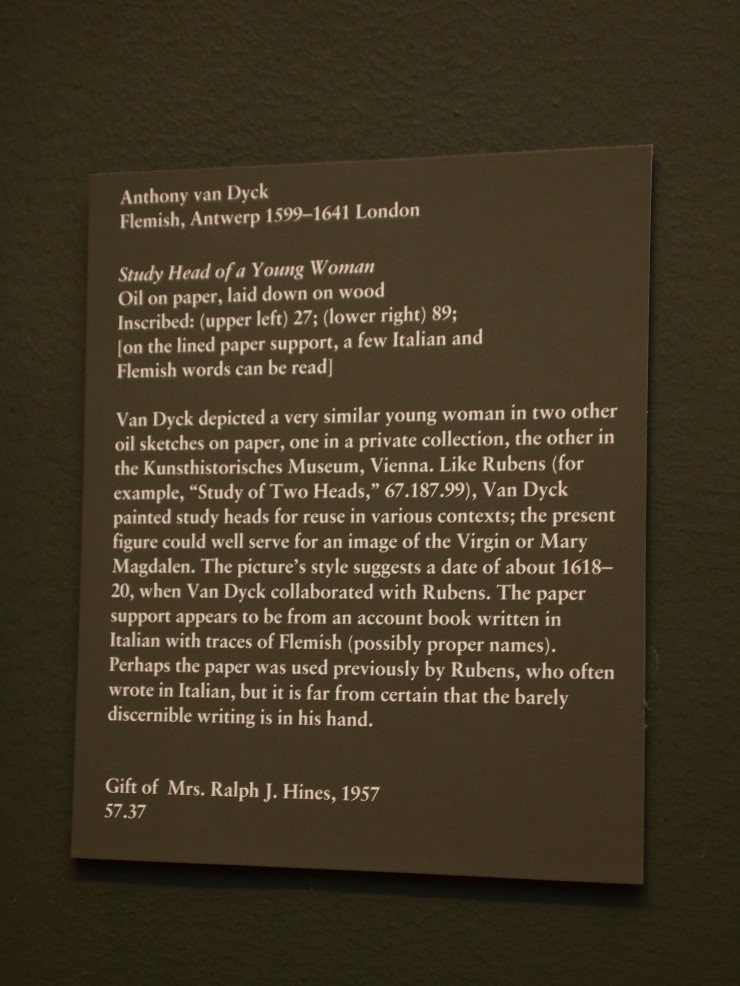 Anthony van Dyck
Flemish, Antwerp 1599–1641 London
Study Head of a Young Woman
Oil on paper, laid down on wood
Inscribed: (upper left) 27; (lower right) 89;
[on the lined paper support, a few Italian and
Flemish words can be read]
Van Dyck depicted a very similar young woman in two other
oil sketches on paper, one in a private collection, the other in
the Kunsthistorisches Museum, Vienna. Like Rubens (for
example, “Study of Two Heads,” 67.187.99), Van Dyck
painted study heads for reuse in various contexts; the present
figure could well serve for an image of the Virgin or Mary
Magdalen. The picture’s style suggests a date of about 1618–
20, when Van Dyck collaborated with Rubens. The paper
support appears to be from an account book written in
Italian with traces of Flemish (possibly proper names).
Perhaps the paper was used previously by Rubens, who often
wrote in Italian, but it is far from certain that the barely
discernible writing is in his hand.
Gift of Mrs. Ralph J. Hines, 1957
57.37